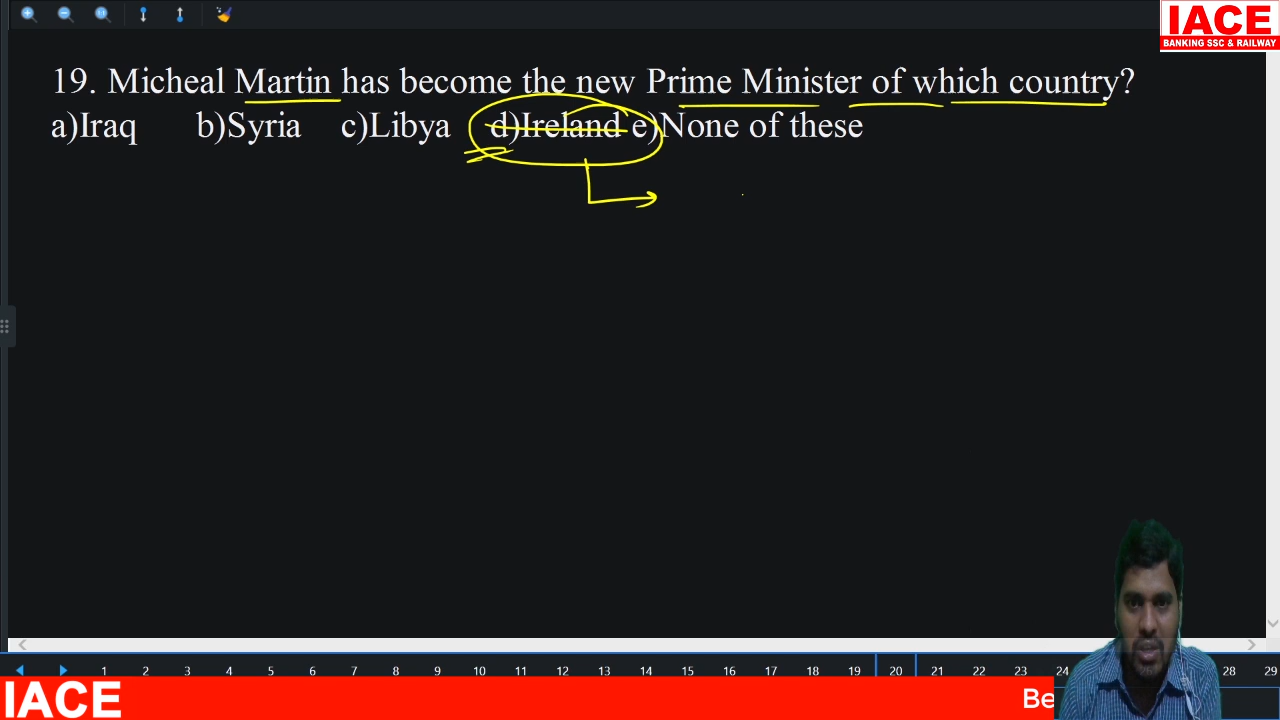 IACE
BANKING SSC & RAILWAY
19. Micheal Martin has become the new Prime Minister of which country?
a)Iraq b)Syria c)Libya d)Ireland e)None of these
1 2 3 4 5 6 7 8 9 10 11 12 13 14 15 16 17 18 19 20 21 22 23 24 28 29
IACE
Be